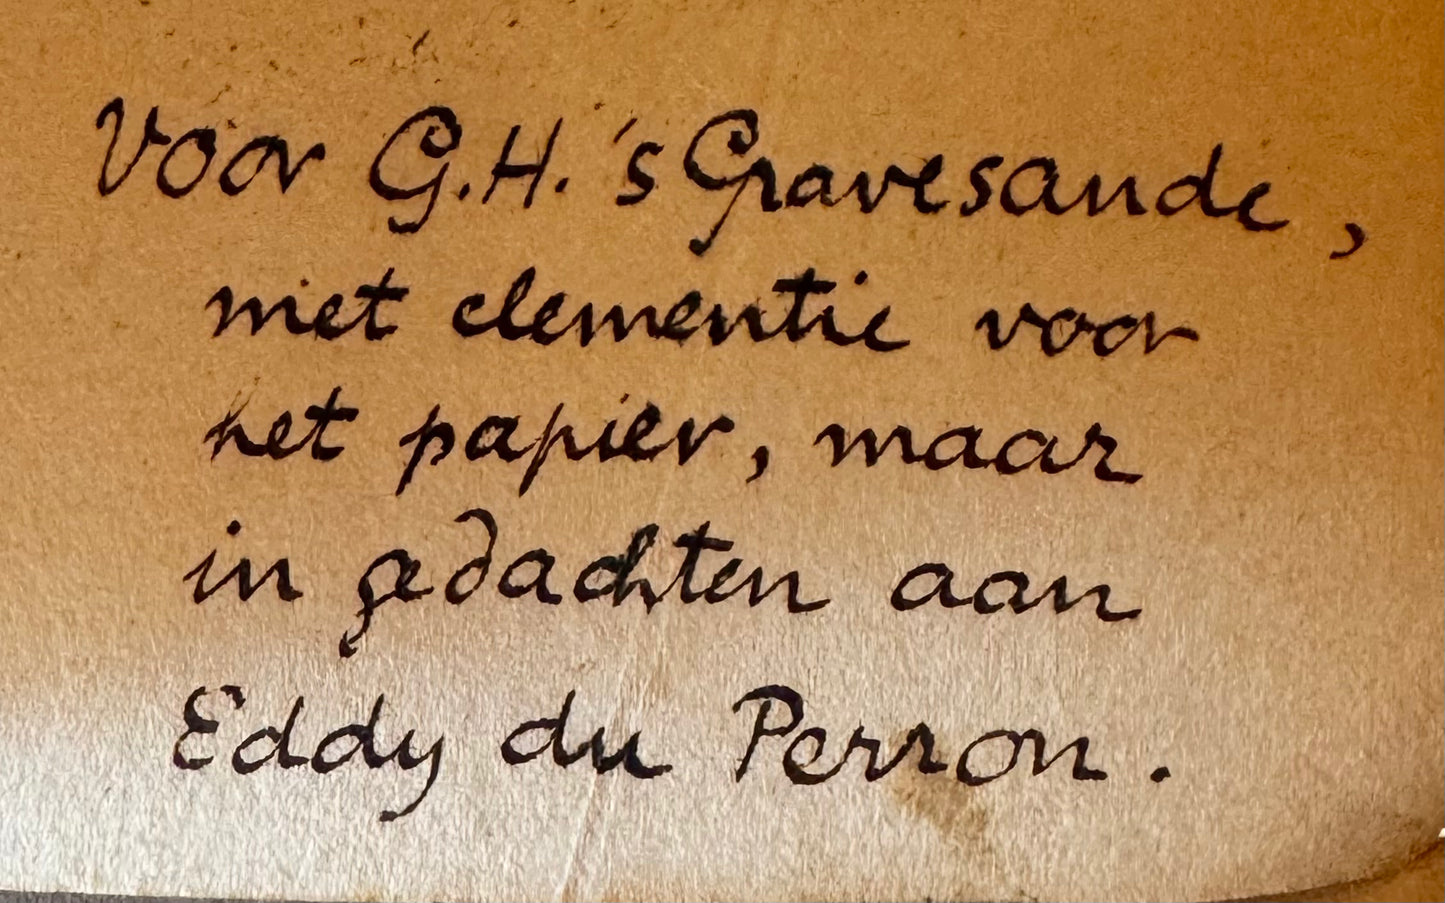 Voor G.H. 's Gravesande,
met clementie voor
het papier, maar
in gedachten aan
Eddy du Perron.